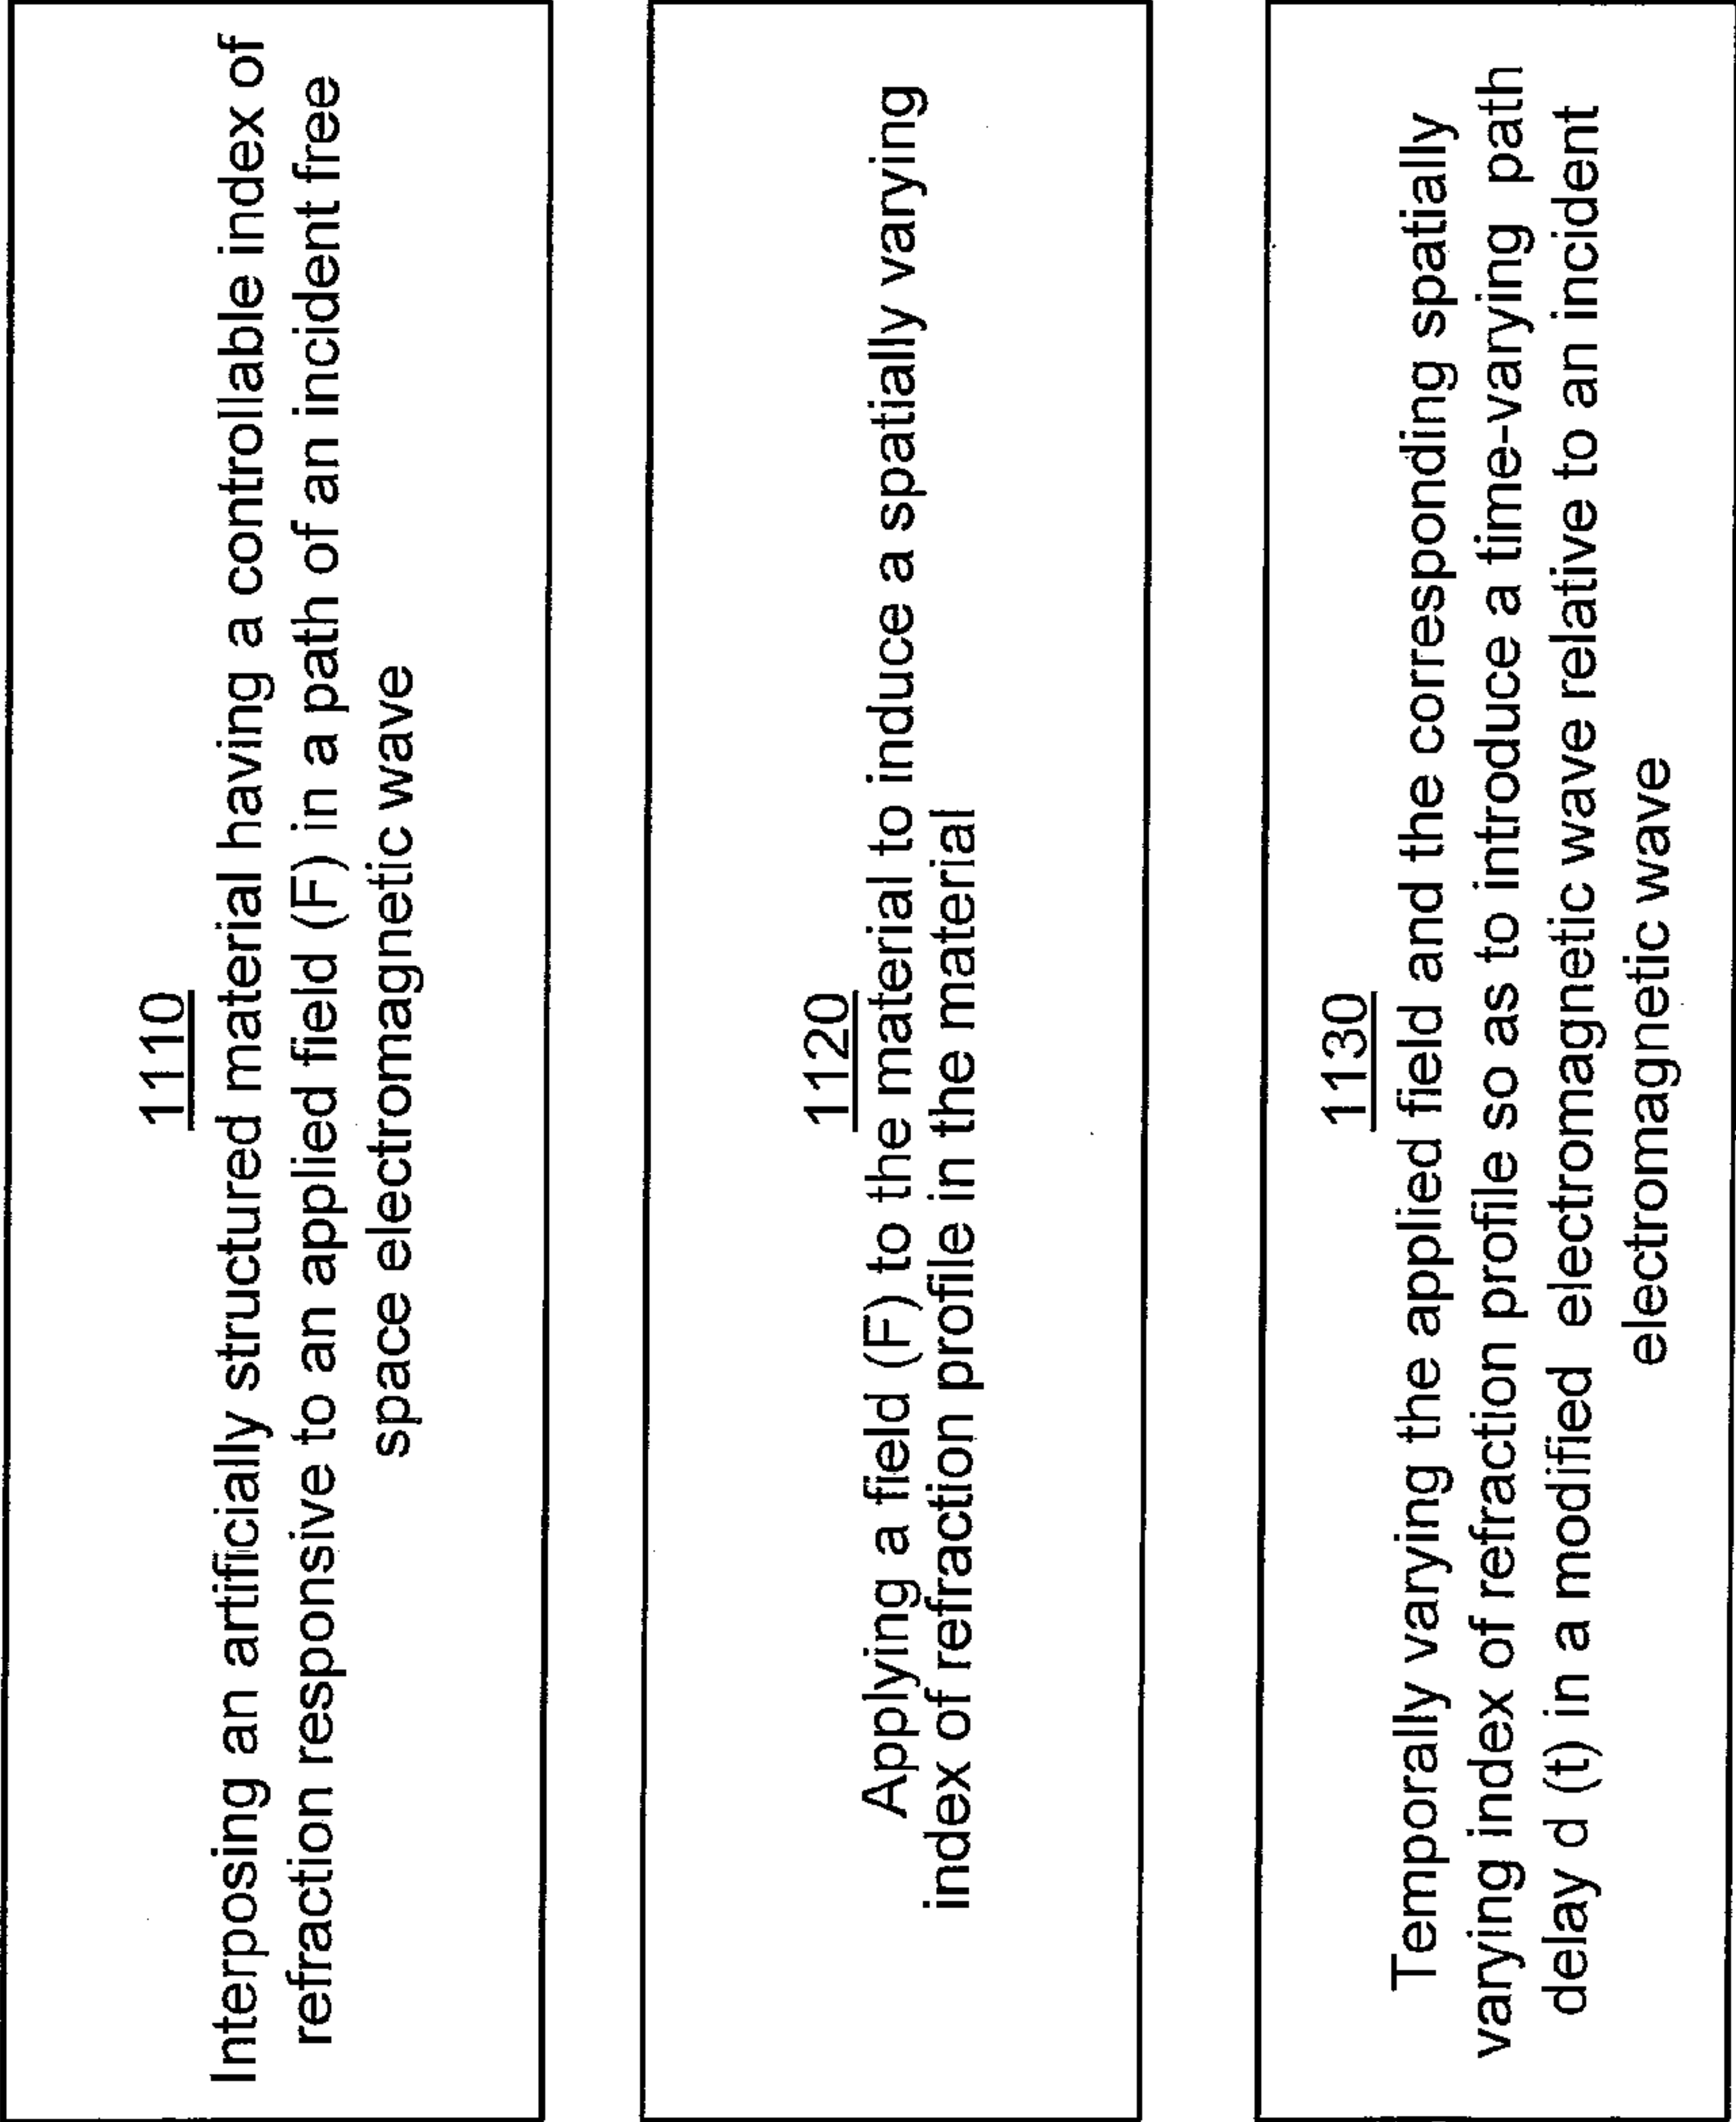 1110
Interposing an artificially structured material having a controllable index of
refraction responsive to an applied field (F) in a path of an incident free
space electromagnetic wave
1120
Applying a field (F) to the material to induce a spatially varying
index of refraction profile in the material
1130
Temporally varying the applied field and the corresponding spatially
varying index of refraction profile so as to introduce a time-varying path
delay d (t) in a modified electromagnetic wave relative to an incident
electromagnetic wave